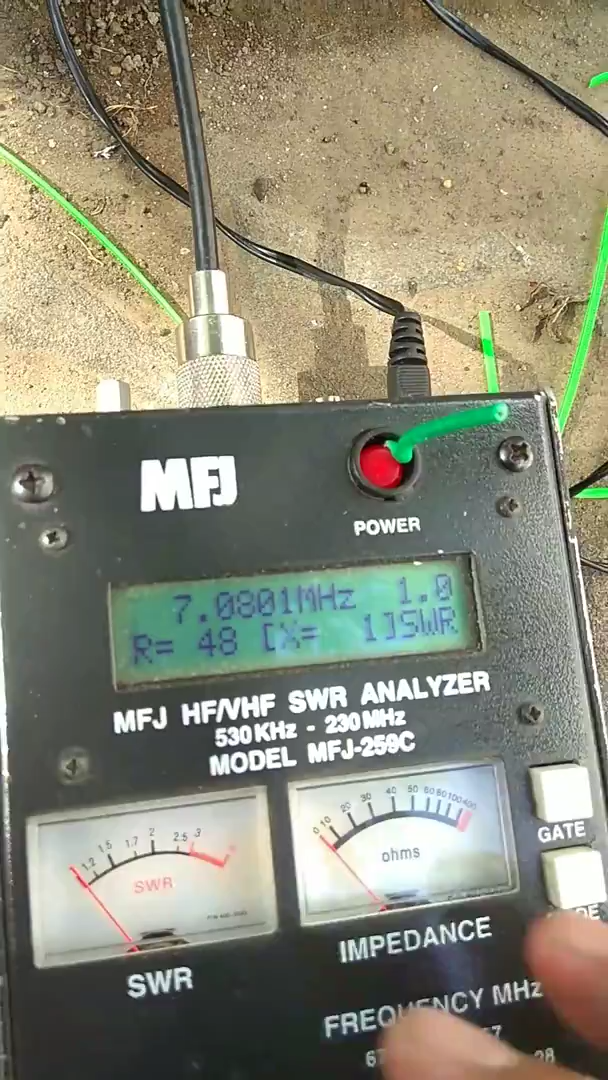 MFJ
POWER
7.0801MHz 1.0
R= 48 [X= 1]SWR
MFJ HF/VHF SWR ANALYZER
530 KHz - 230 MHz
MODEL MFJ-259C
1.2 1.5 1.7 2 2.5 3
SWR
SWR
0 10 20 30 40 50 60 80 100 400
ohms
IMPEDANCE
GATE
FREQUENCY MHz